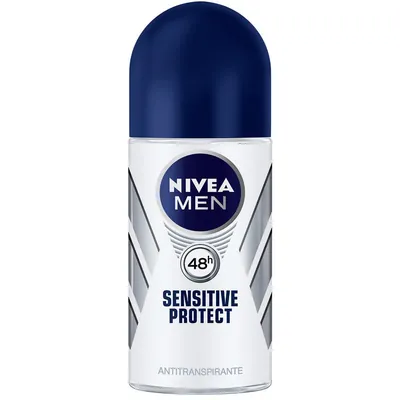 NIVEA
MEN
48h
SENSITIVE
PROTECT
ANTITRANSPIRANTE